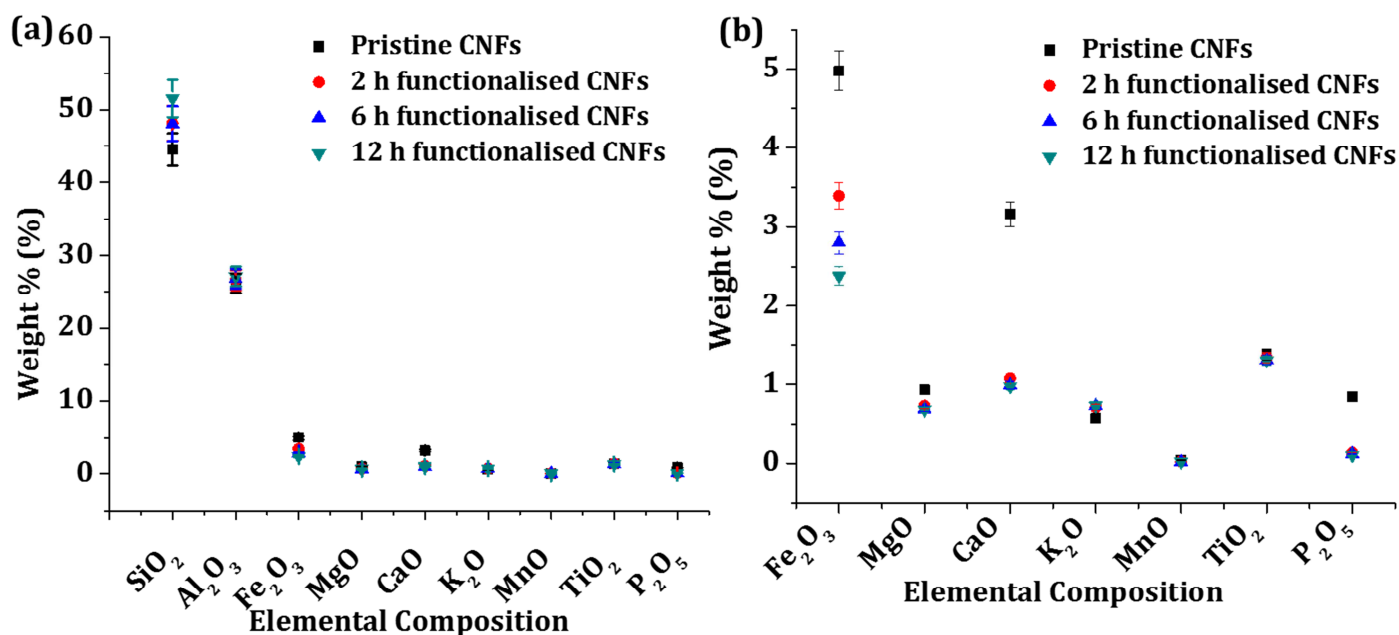 (a)
60
50
40
30
20
10
0
Weight % (%)
Pristine CNFs
2 h functionalised CNFs
6 h functionalised CNFs
12 h functionalised CNFs
SiO₂
Al₂O₃
Fe₂O₃
MgO
CaO
K₂O
MnO
TiO₂
P₂O₅
Elemental Composition
(b)
5
4
3
2
1
0
Weight % (%)
Pristine CNFs
2 h functionalised CNFs
6 h functionalised CNFs
12 h functionalised CNFs
Fe₂O₃
MgO
CaO
K₂O
MnO
TiO₂
P₂O₅
Elemental Composition